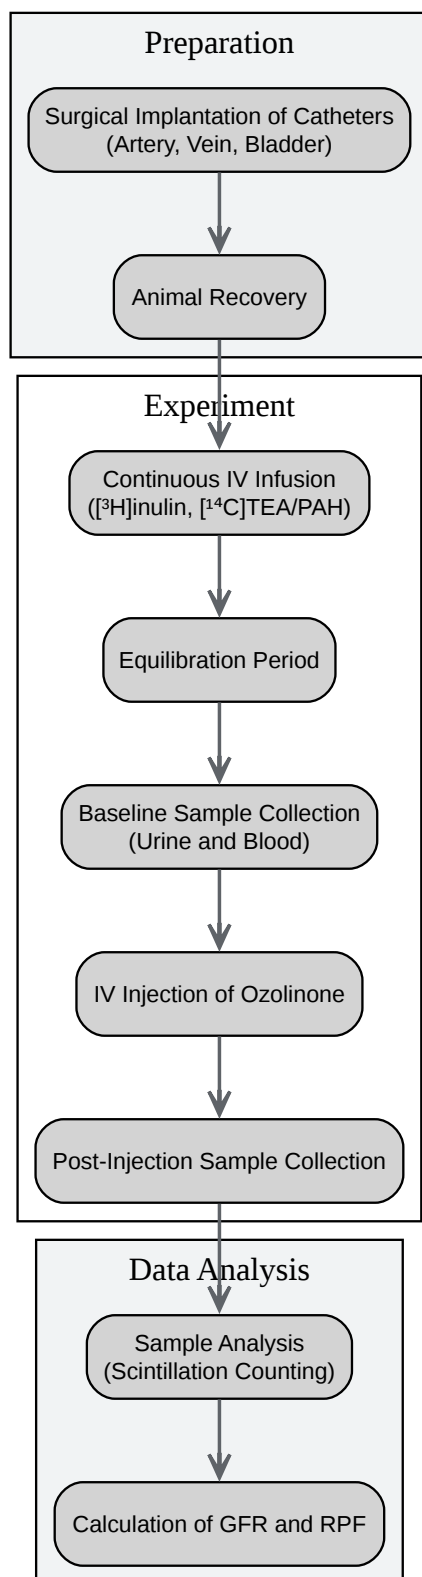 Preparation
Surgical Implantation of Catheters
(Artery, Vein, Bladder)
Animal Recovery
Experiment
Continuous IV Infusion
([³H]inulin, [¹⁴C]TEA/PAH)
Equilibration Period
Baseline Sample Collection
(Urine and Blood)
IV Injection of Ozolinone
Post-Injection Sample Collection
Data Analysis
Sample Analysis
(Scintillation Counting)
Calculation of GFR and RPF